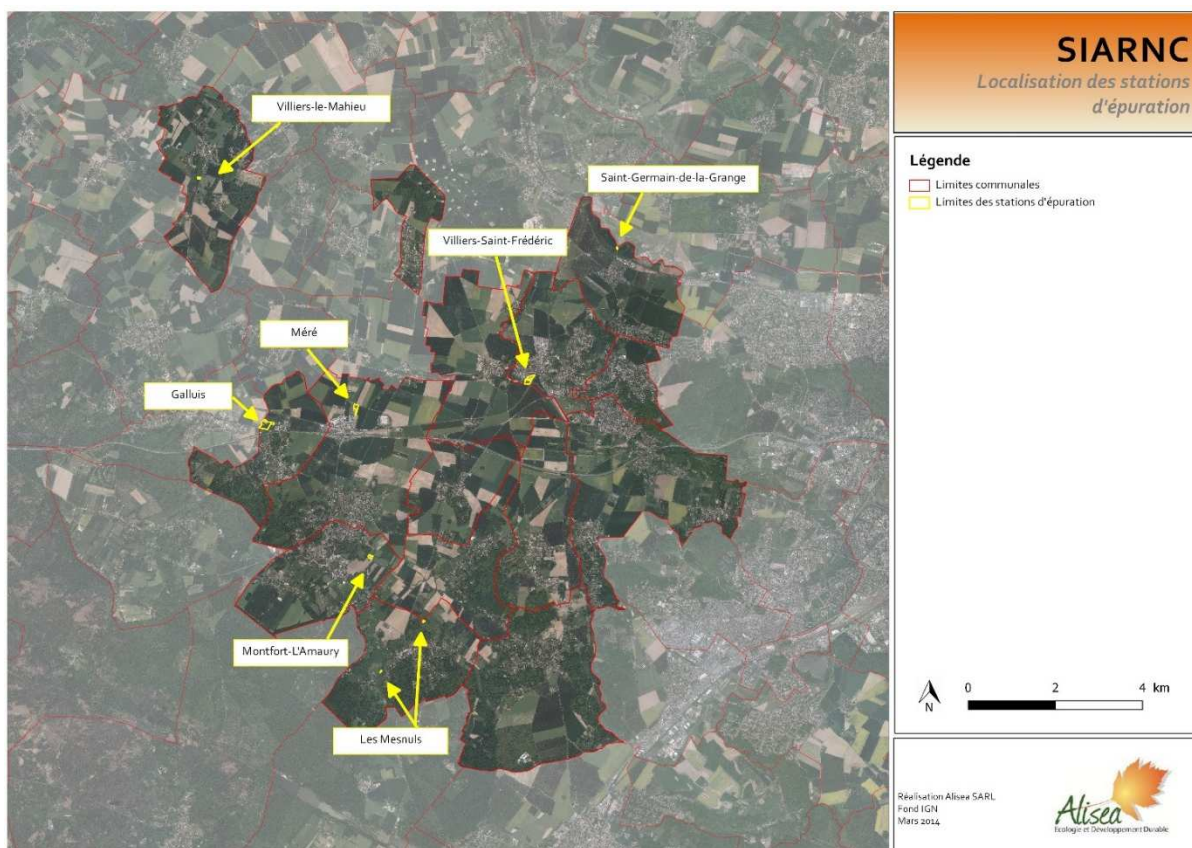 SIARNC
Localisation des stations
d'épuration
Villiers-le-Mahieu
Saint-Germain-de-la-Grange
Villiers-Saint-Frédéric
Méré
Galluis
Montfort-L'Amaury
Les Mesnuls
Légende
Limites communales
Limites des stations d'épuration
N
0 2 4 km
Réalisation Alisea SARL
Fond IGN
Mars 2014
Alisea
Ecologie et Développement Durable